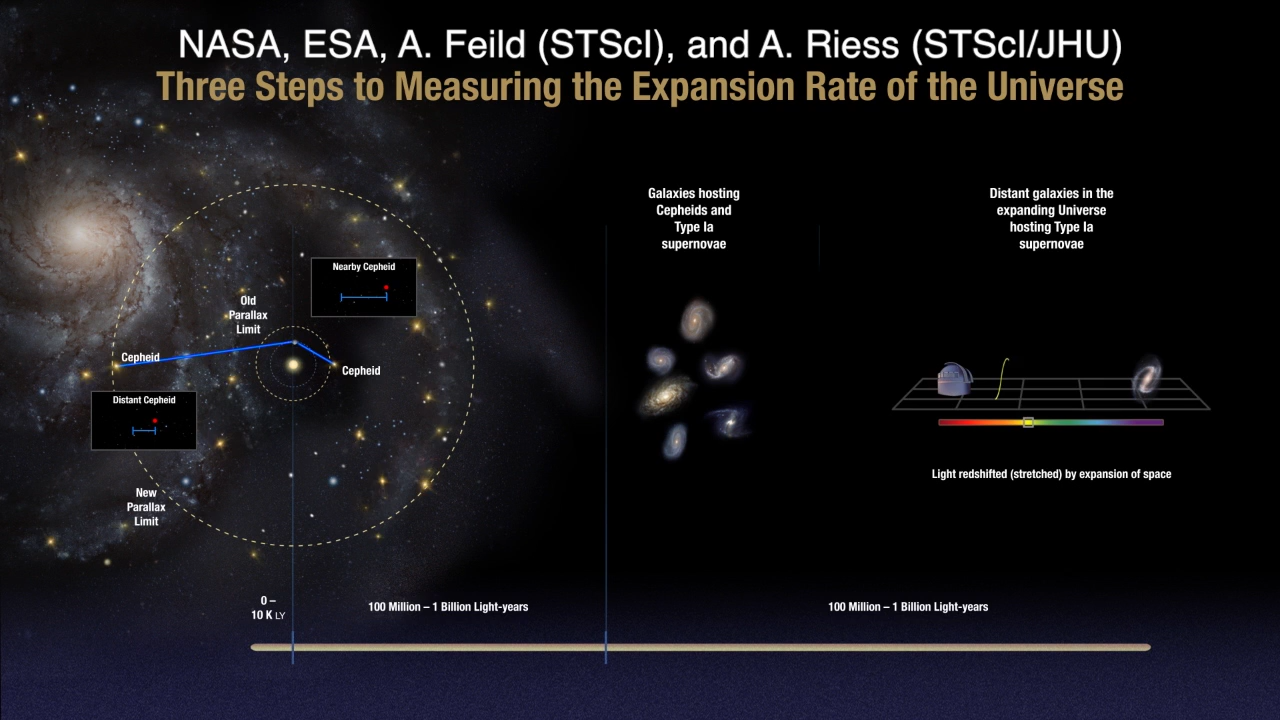 NASA, ESA, A. Feild (STScI), and A. Riess (STScI/JHU)
Three Steps to Measuring the Expansion Rate of the Universe
Galaxies hosting
Cepheids and
Type Ia
supernovae
Distant galaxies in the
expanding Universe
hosting Type Ia
supernovae
Nearby Cepheid
Old
Parallax
Limit
Cepheid
Cepheid
Distant Cepheid
New
Parallax
Limit
Light redshifted (stretched) by expansion of space
0 –
10 K LY
100 Million – 1 Billion Light-years
100 Million – 1 Billion Light-years